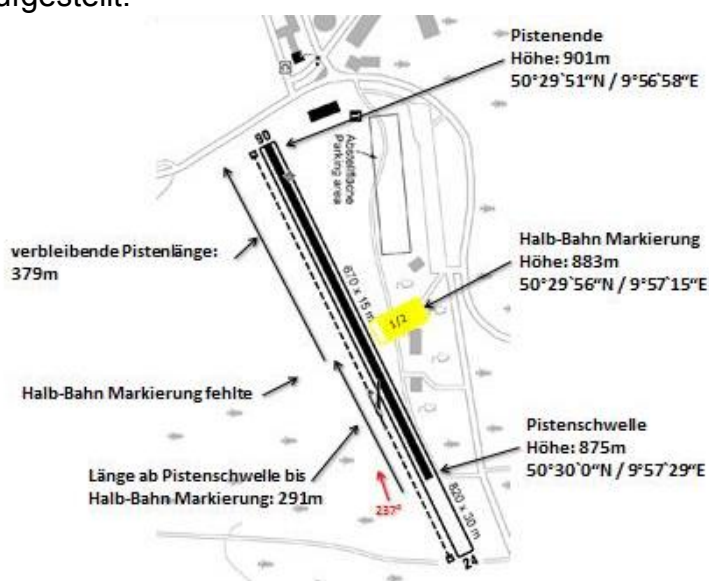 urgestellt.
Pistenende
Höhe: 901m
50°29`51“N / 9°56`58“E
C
06
Abstellfläche
Parking area
verbleibende Pistenlänge:
379m
Halb-Bahn Markierung
Höhe: 883m
50°29`56“N / 9°57`15“E
670 x 15 m
1/2
Halb-Bahn Markierung fehlte
Pistenschwelle
Höhe: 875m
50°30`0“N / 9°57`29“E
Länge ab Pistenschwelle bis
Halb-Bahn Markierung: 291m
237°
820 x 30 m
24